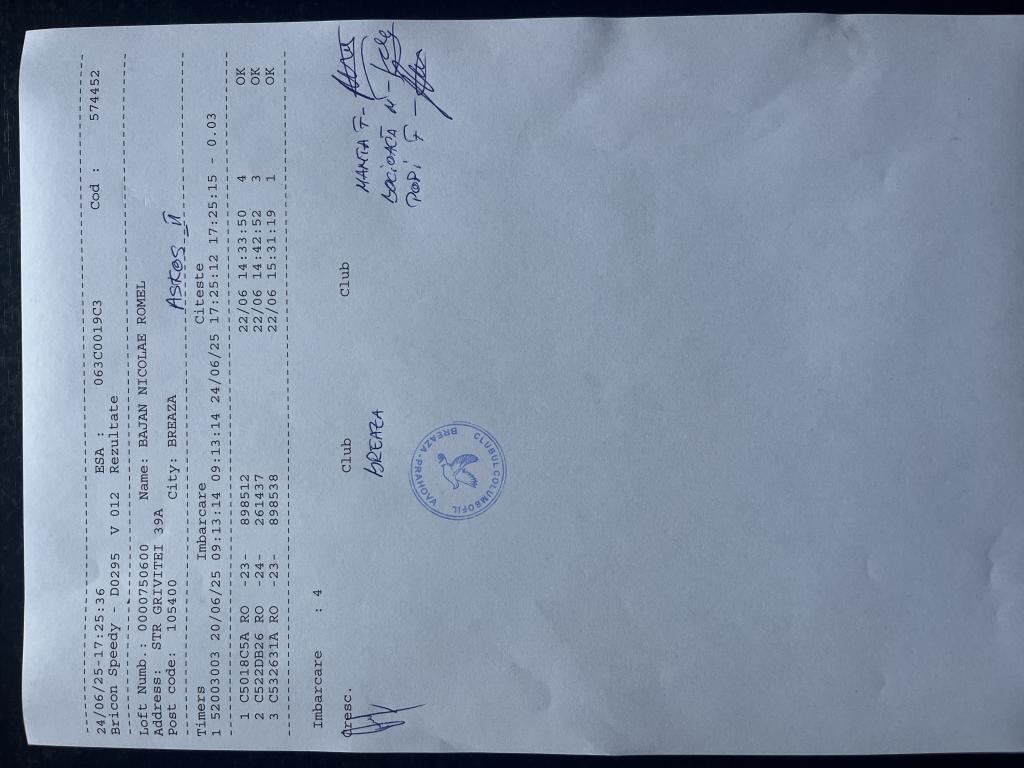 24/06/25-17:25:36 ESA : 063C0019C3 Cod : 574452
Bricon Speedy - D0295 V 012 Rezultate
Loft Numb.: 0000750600 Name: BAJAN NICOLAE ROMEL
Address: STR GRIVITEI 39A
Post code: 105400 City: BREAZA
Timers Imbarcare Citeste
1 52003003 20/06/25 09:13:14 09:13:14 24/06/25 17:25:12 17:25:15 - 0.03
1 C5018C5A RO -23- 898512 22/06 14:33:50 4 OK
2 C522DB26 RO -24- 261437 22/06 14:42:52 3 OK
3 C532631A RO -23- 898538 22/06 15:31:19 1 OK
Imbarcare : 4
Cresc. Club Club
BREAZA
MANTA F-
N -
POPI F -
CLUBUL COLUMBOFIL
BREAZA-PRAHOVA